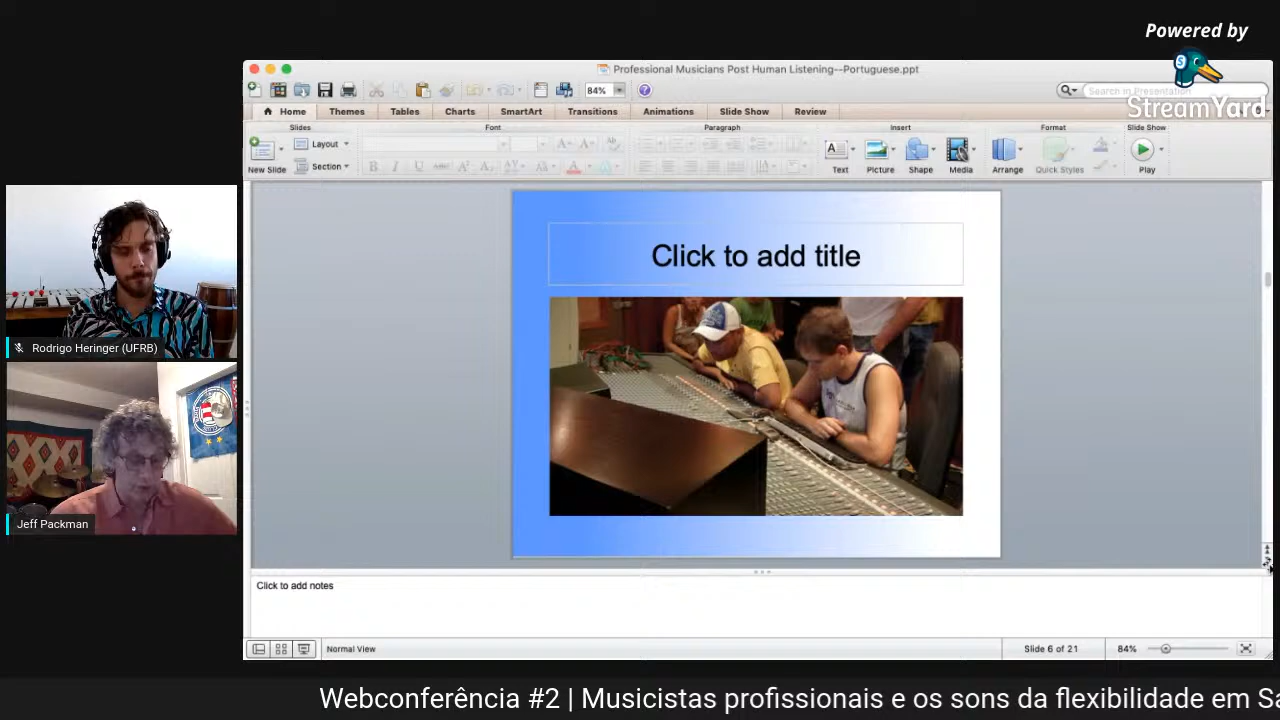 Powered by
StreamYard
Professional Musicians Post Human Listening--Portuguese.ppt
84%
Search in Presentation
Home
Themes
Tables
Charts
SmartArt
Transitions
Animations
Slide Show
Review
Slides
Font
Paragraph
Insert
Format
Slide Show
New Slide
Layout
Section
Text
Picture
Shape
Media
Arrange
Quick Styles
Play
Click to add title
Rodrigo Heringer (UFRB)
Jeff Packman
Click to add notes
Normal View
Slide 6 of 21
84%
Webconferência #2 | Musicistas profissionais e os sons da flexibilidade em Sa